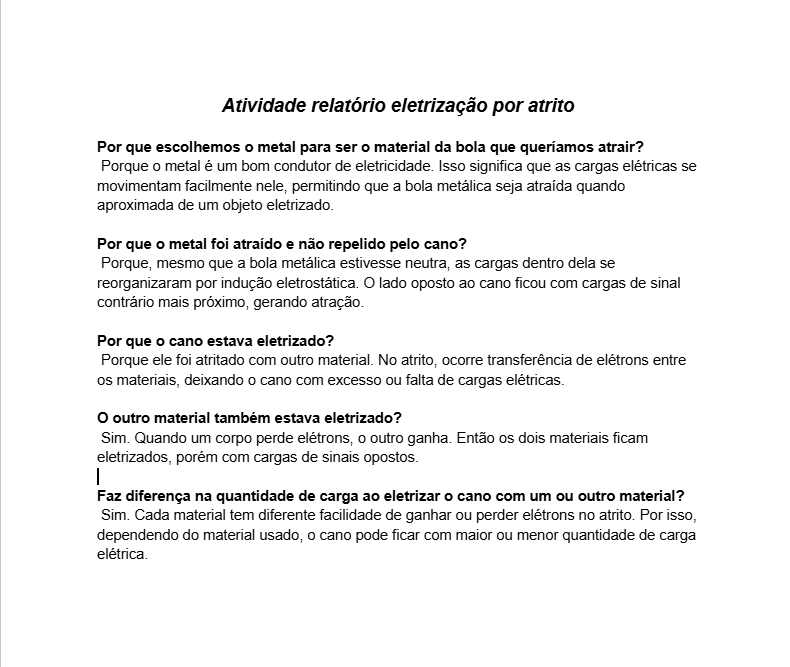 Atividade relatório eletrização por atrito
Por que escolhemos o metal para ser o material da bola que queríamos atrair?
Porque o metal é um bom condutor de eletricidade. Isso significa que as cargas elétricas se
movimentam facilmente nele, permitindo que a bola metálica seja atraída quando
aproximada de um objeto eletrizado.
Por que o metal foi atraído e não repelido pelo cano?
Porque, mesmo que a bola metálica estivesse neutra, as cargas dentro dela se
reorganizaram por indução eletrostática. O lado oposto ao cano ficou com cargas de sinal
contrário mais próximo, gerando atração.
Por que o cano estava eletrizado?
Porque ele foi atritado com outro material. No atrito, ocorre transferência de elétrons entre
os materiais, deixando o cano com excesso ou falta de cargas elétricas.
O outro material também estava eletrizado?
Sim. Quando um corpo perde elétrons, o outro ganha. Então os dois materiais ficam
eletrizados, porém com cargas de sinais opostos.
Faz diferença na quantidade de carga ao eletrizar o cano com um ou outro material?
Sim. Cada material tem diferente facilidade de ganhar ou perder elétrons no atrito. Por isso,
dependendo do material usado, o cano pode ficar com maior ou menor quantidade de carga
elétrica.